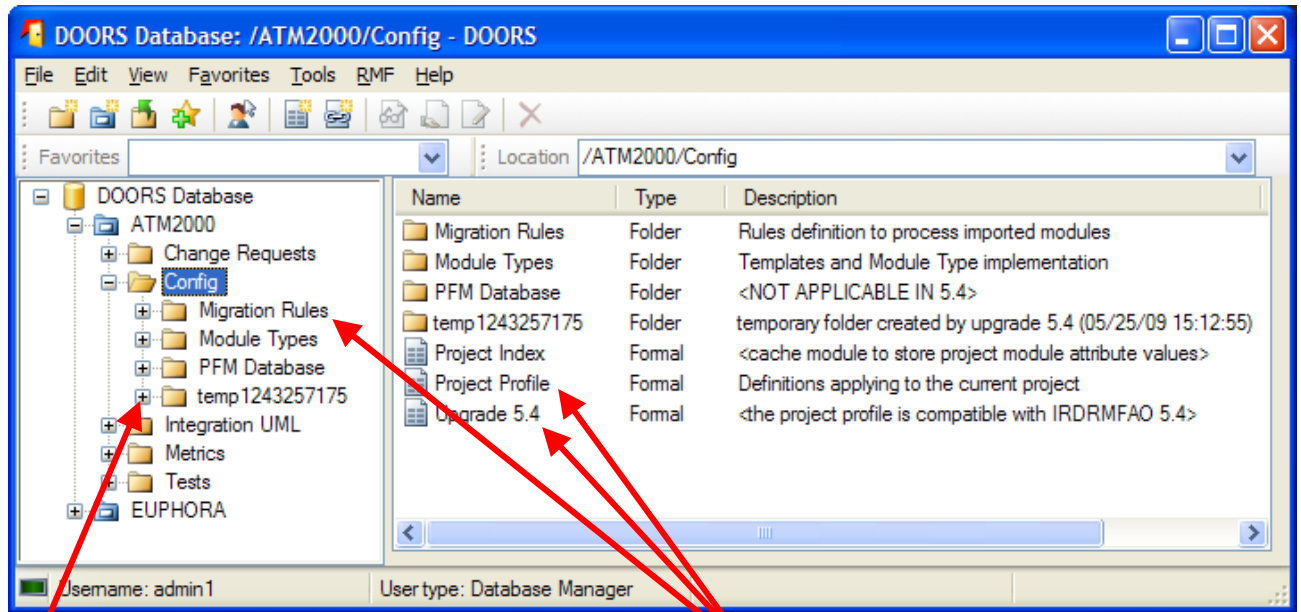 DOORS Database: /ATM2000/Config - DOORS
File Edit View Favorites Tools RMF Help
Favorites Location /ATM2000/Config
DOORS Database
ATM2000
Change Requests
Config
Migration Rules
Module Types
PFM Database
temp1243257175
Integration UML
Metrics
Tests
EUPHORA
Name Type Description
Migration Rules Folder Rules definition to process imported modules
Module Types Folder Templates and Module Type implementation
PFM Database Folder <NOT APPLICABLE IN 5.4>
temp1243257175 Folder temporary folder created by upgrade 5.4 (05/25/09 15:12:55)
Project Index Formal <cache module to store project module attribute values>
Project Profile Formal Definitions applying to the current project
Upgrade 5.4 Formal <the project profile is compatible with IRDRMFAO 5.4>
Username: admin1 User type: Database Manager